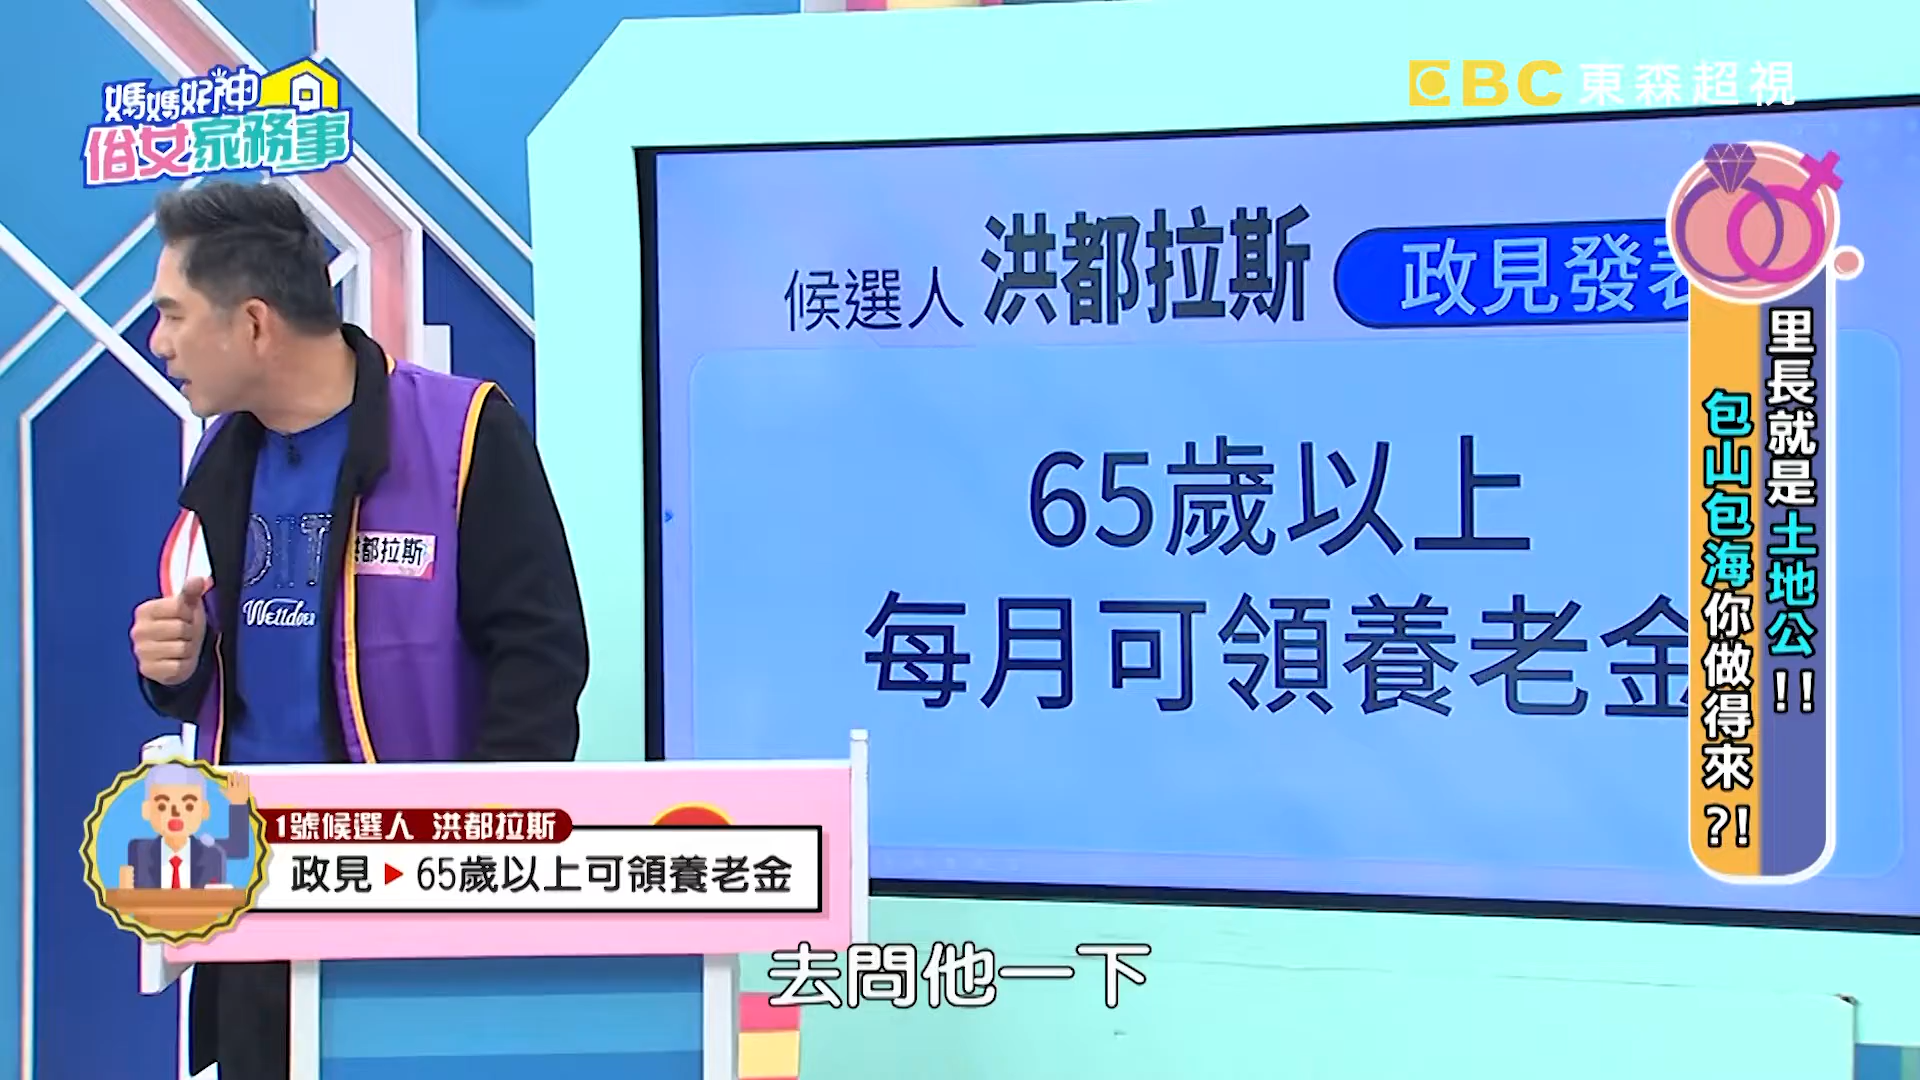 媽媽好神
俗女家務事
EBC 東森超視
候選人 洪都拉斯 政見發表
65歲以上
每月可領養老金
里長就是土地公!!
包山包海你做得來?!
都拉斯
DIT
Welldoer
1號候選人 洪都拉斯
政見▶65歲以上可領養老金
去問他一下